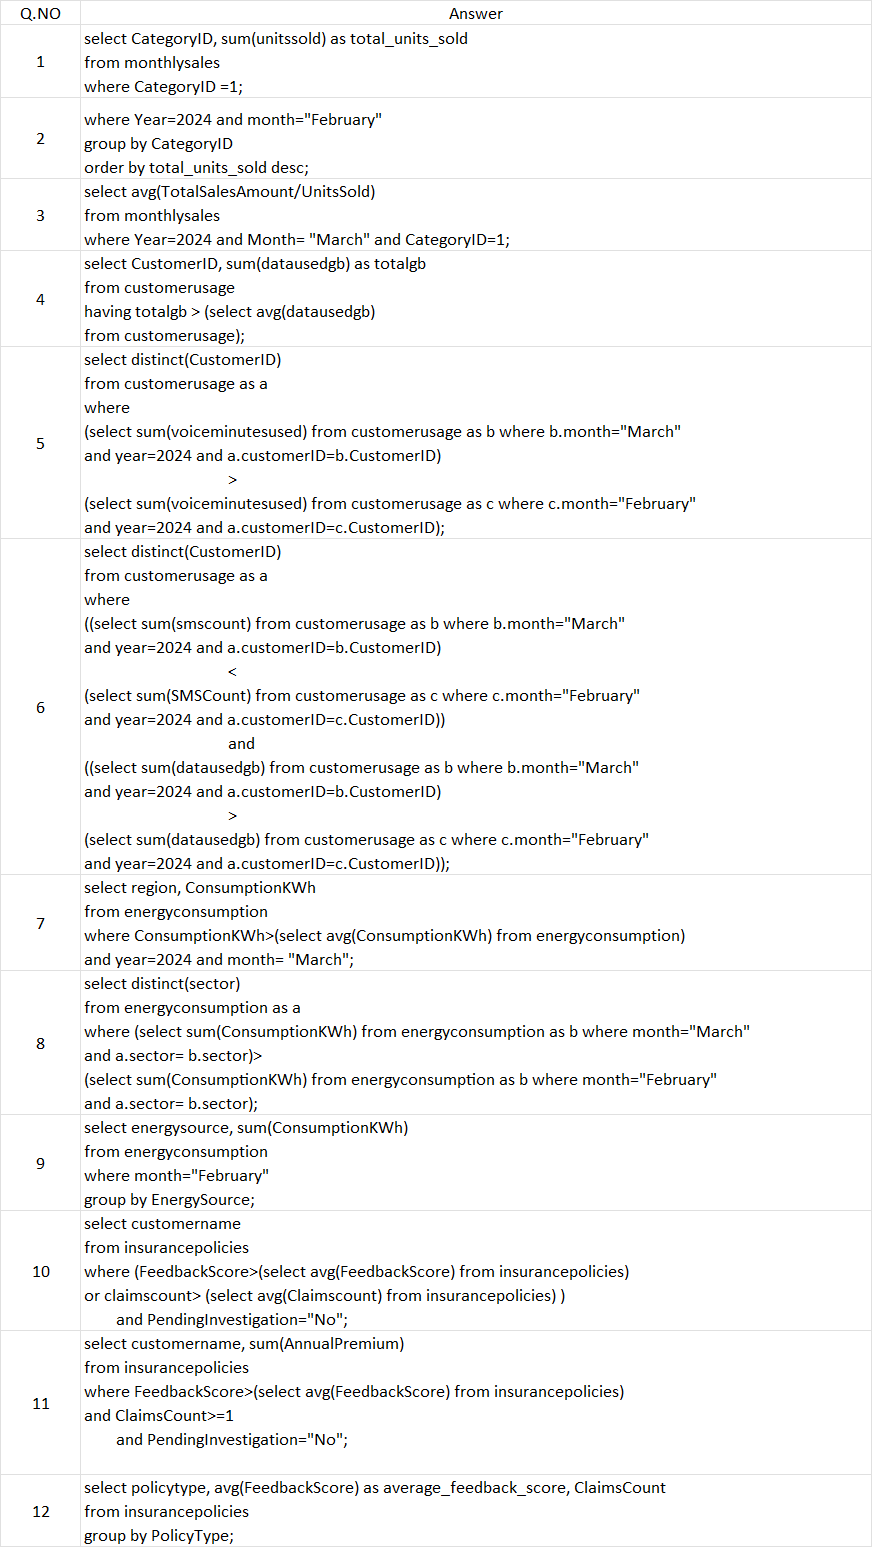 Q.NO Answer
1
select CategoryID, sum(unitssold) as total_units_sold
from monthlysales
where CategoryID =1;
2
where Year=2024 and month="February"
group by CategoryID
order by total_units_sold desc;
3
select avg(TotalSalesAmount/UnitsSold)
from monthlysales
where Year=2024 and Month= "March" and CategoryID=1;
4
select CustomerID, sum(datausedgb) as totalgb
from customerusage
having totalgb > (select avg(datausedgb)
from customerusage);
5
select distinct(CustomerID)
from customerusage as a
where
(select sum(voiceminutesused) from customerusage as b where b.month="March"
and year=2024 and a.customerID=b.CustomerID)
>
(select sum(voiceminutesused) from customerusage as c where c.month="February"
and year=2024 and a.customerID=c.CustomerID);
6
select distinct(CustomerID)
from customerusage as a
where
((select sum(smscount) from customerusage as b where b.month="March"
and year=2024 and a.customerID=b.CustomerID)
<
(select sum(SMSCount) from customerusage as c where c.month="February"
and year=2024 and a.customerID=c.CustomerID))
and
((select sum(datausedgb) from customerusage as b where b.month="March"
and year=2024 and a.customerID=b.CustomerID)
>
(select sum(datausedgb) from customerusage as c where c.month="February"
and year=2024 and a.customerID=c.CustomerID));
7
select region, ConsumptionKWh
from energyconsumption
where ConsumptionKWh>(select avg(ConsumptionKWh) from energyconsumption)
and year=2024 and month= "March";
8
select distinct(sector)
from energyconsumption as a
where (select sum(ConsumptionKWh) from energyconsumption as b where month="March"
and a.sector= b.sector)>
(select sum(ConsumptionKWh) from energyconsumption as b where month="February"
and a.sector= b.sector);
9
select energysource, sum(ConsumptionKWh)
from energyconsumption
where month="February"
group by EnergySource;
10
select customername
from insurancepolicies
where (FeedbackScore>(select avg(FeedbackScore) from insurancepolicies)
or claimscount> (select avg(Claimscount) from insurancepolicies) )
and PendingInvestigation="No";
11
select customername, sum(AnnualPremium)
from insurancepolicies
where FeedbackScore>(select avg(FeedbackScore) from insurancepolicies)
and ClaimsCount>=1
and PendingInvestigation="No";
12
select policytype, avg(FeedbackScore) as average_feedback_score, ClaimsCount
from insurancepolicies
group by PolicyType;